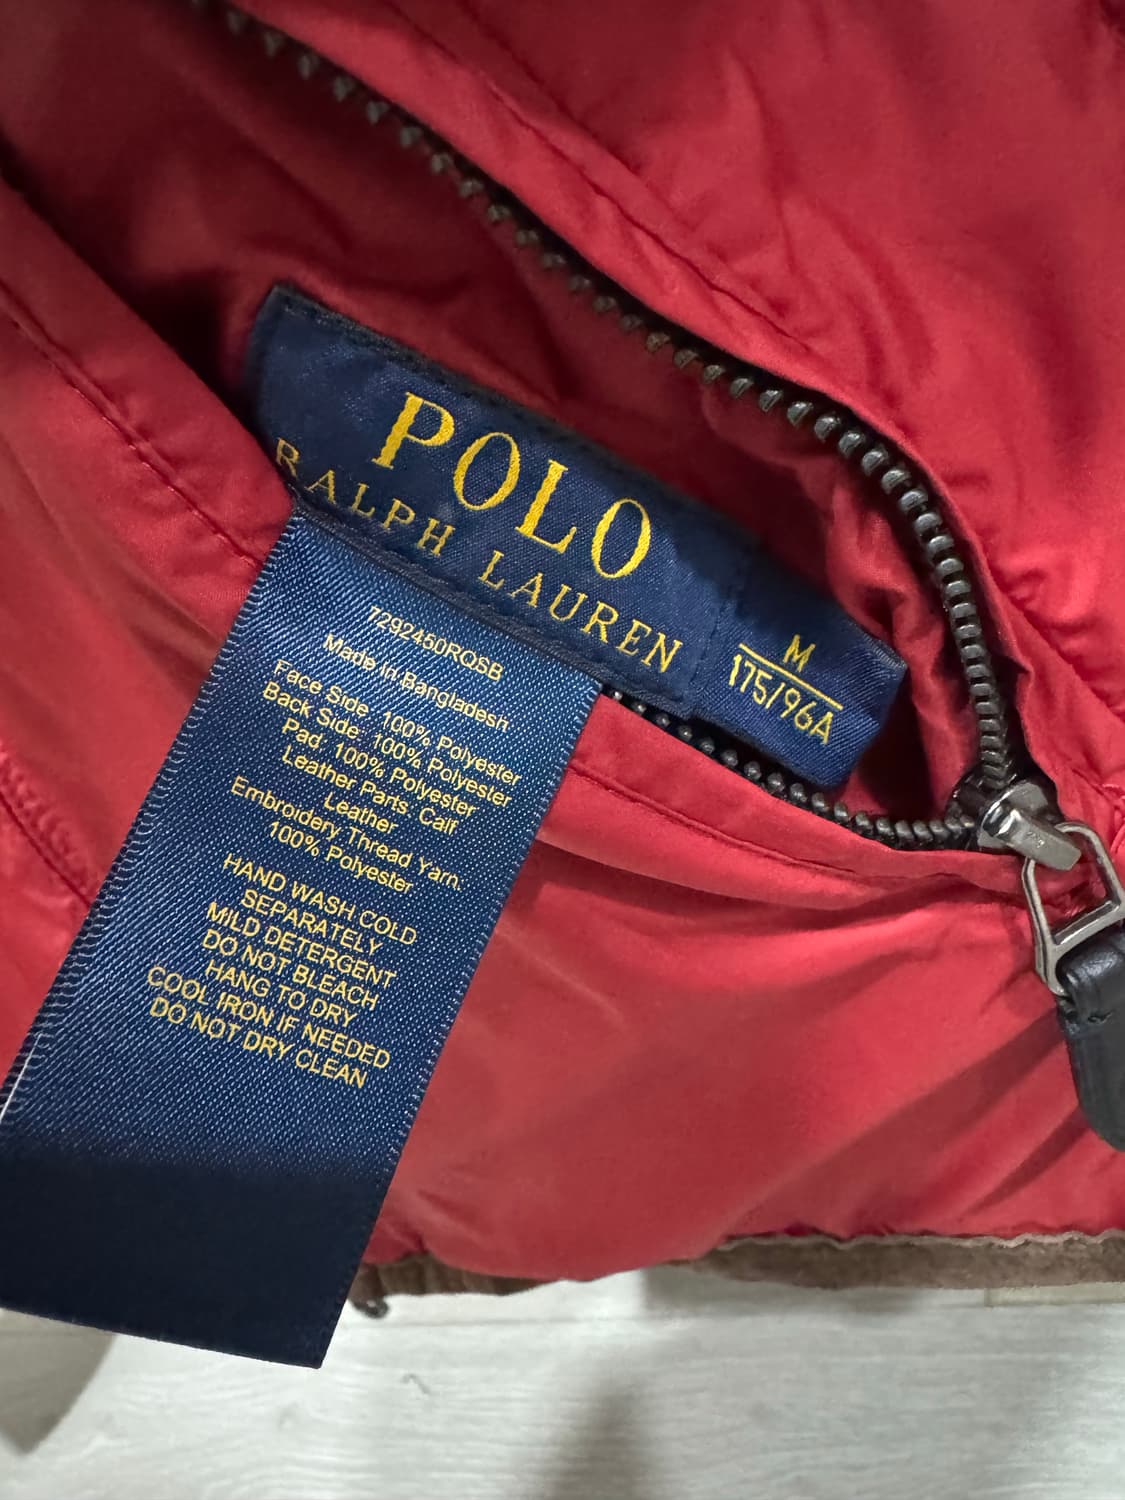 POLO
RALPH LAUREN
M
175/96A
7292450RQSB
Made in Bangladesh
Face Side. 100% Polyester
Back Side. 100% Polyester
Pad. 100% Polyester
Leather Parts. Calf
Leather
Embroidery Thread Yarn.
100% Polyester
HAND WASH COLD
SEPARATELY
MILD DETERGENT
DO NOT BLEACH
HANG TO DRY
COOL IRON IF NEEDED
DO NOT DRY CLEAN